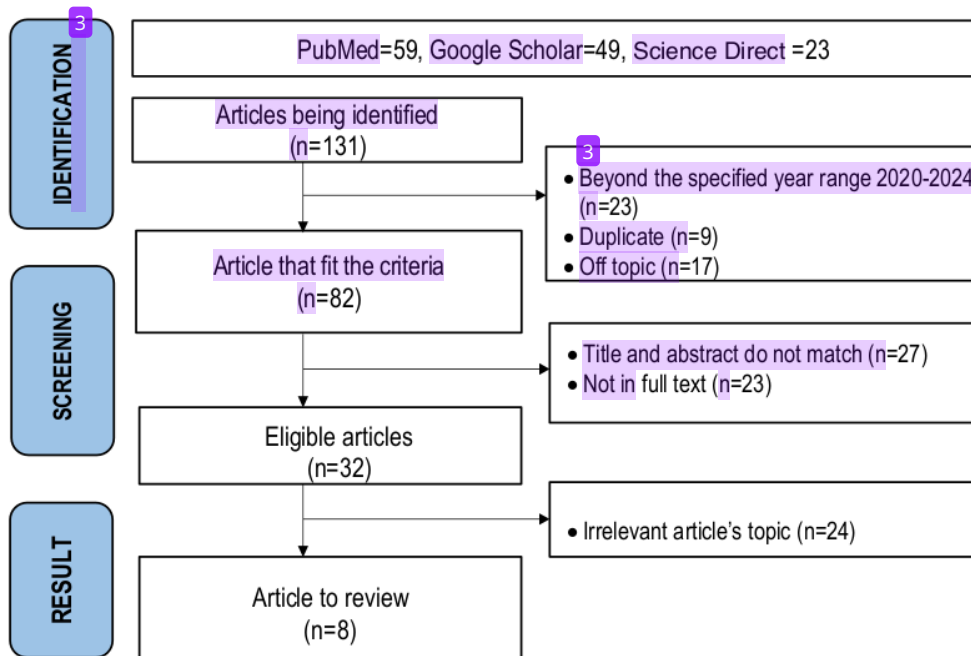 3
IDENTIFICATION
PubMed=59, Google Scholar=49, Science Direct =23
Articles being identified
(n=131)
3
• Beyond the specified year range 2020-2024
(n=23)
• Duplicate (n=9)
• Off topic (n=17)
Article that fit the criteria
(n=82)
SCREENING
• Title and abstract do not match (n=27)
• Not in full text (n=23)
Eligible articles
(n=32)
• Irrelevant article's topic (n=24)
RESULT
Article to review
(n=8)